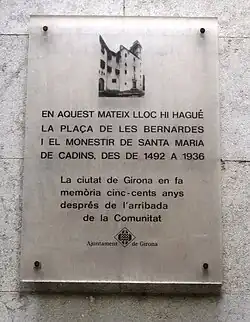 EN AQUEST MATEIX LLOC HI HAGUÉ
LA PLAÇA DE LES BERNARDES
I EL MONESTIR DE SANTA MARIA
DE CADINS, DES DE 1492 A 1936
La ciutat de Girona en fa
memòria cinc-cents anys
després de l'arribada
de la Comunitat
Ajuntament de Girona